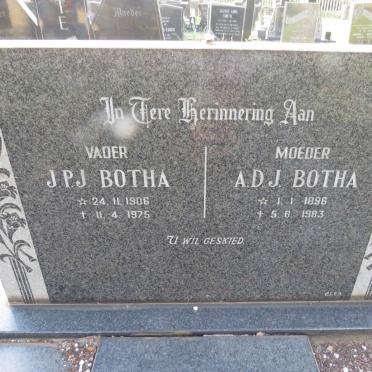 Moeder
In Tere Herinnering Aan
VADER
J.P.J. BOTHA
☆ 24.11.1906
† 11.4.1975
MOEDER
A.D.J. BOTHA
☆ 1.1.1896
† 5.6.1983
U WIL GESKIED